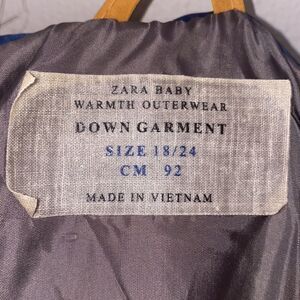 ZARA BABY
WARMTH OUTERWEAR
DOWN GARMENT
SIZE 18/24
CM 92
MADE IN VIETNAM